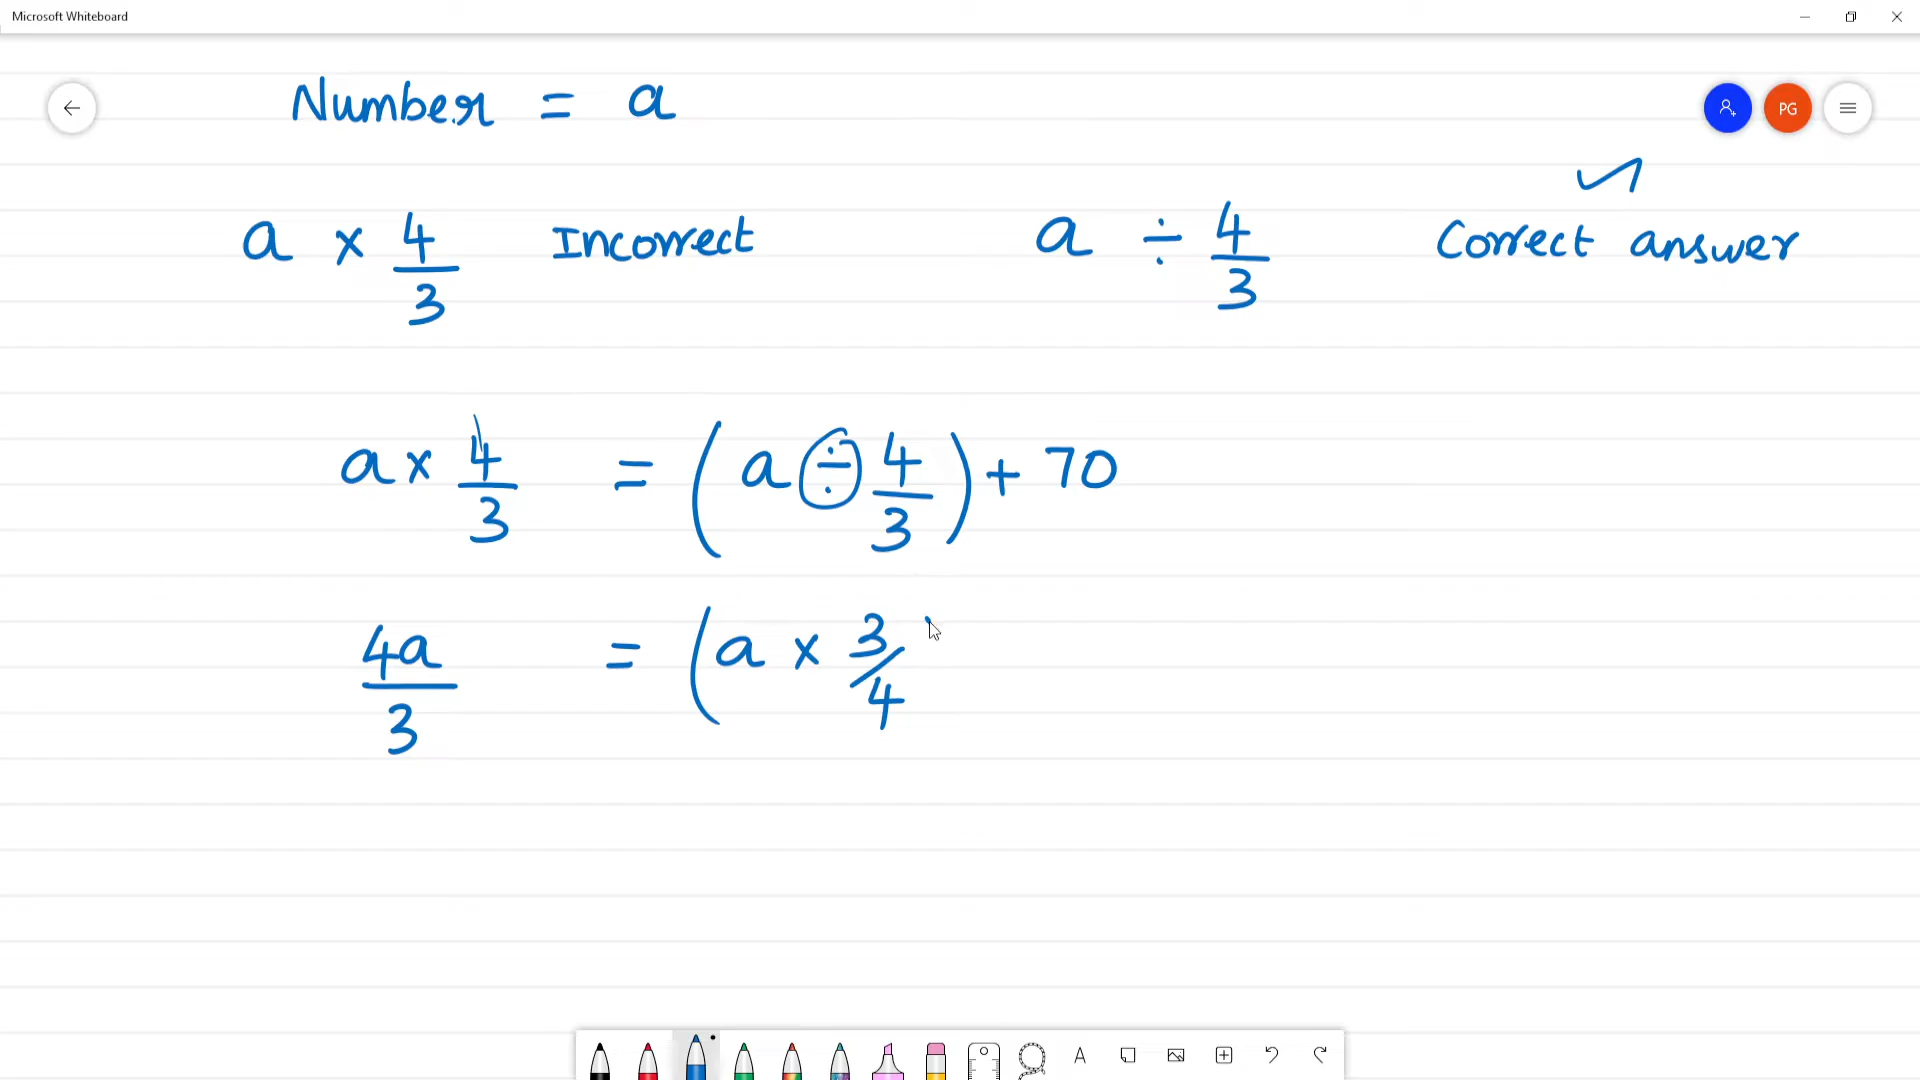 Microsoft Whiteboard
Number = a
PG
a × 4/3 Incorrect a ÷ 4/3 Correct answer
a × 4/3 = (a ÷ 4/3) + 70
4a/3 = (a × 3/4
A